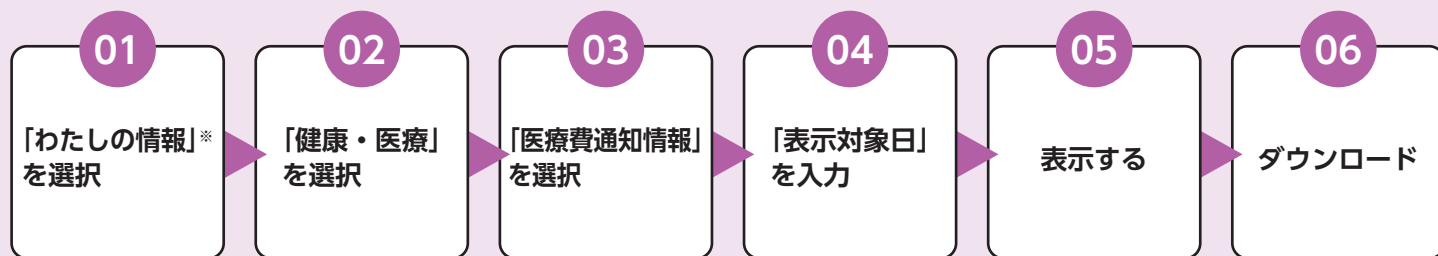 01
「わたしの情報」※
を選択
02
「健康・医療」
を選択
03
「医療費通知情報」
を選択
04
「表示対象日」
を入力
05
表示する
06
ダウンロード